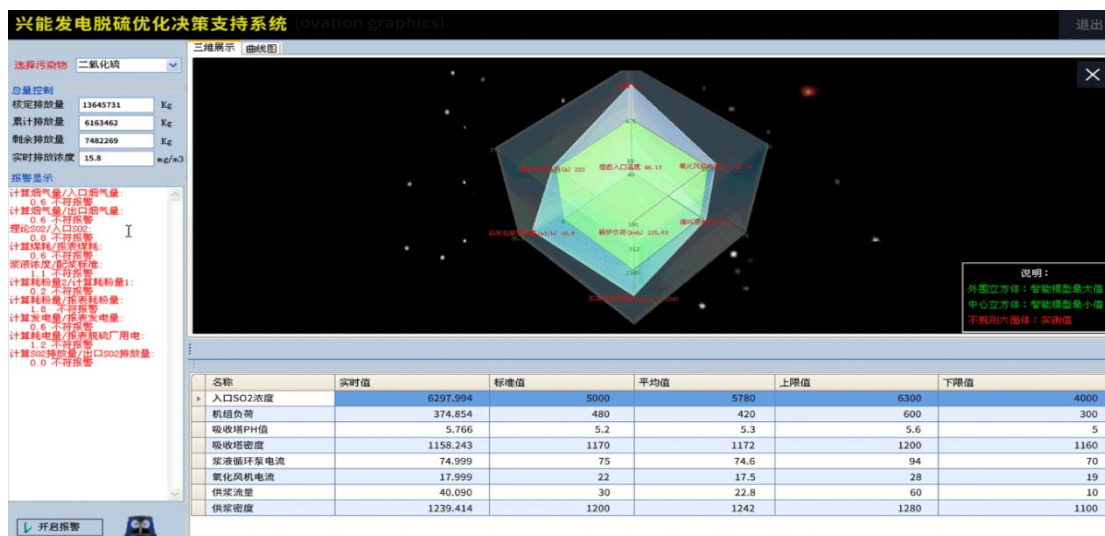 兴能发电脱硫优化决策支持系统 (ovation graphics)
退出
三维展示 曲线图
选择污染物 二氧化硫
总量控制
核定排放量 13645731 Kg
累计排放量 6163462 Kg
剩余排放量 7482269 Kg
实时排放浓度 15.8 mg/m3
报警显示
计算烟气量/入口烟气量:
0.6 不符报警
计算烟气量/出口烟气量:
0.6 不符报警
理论SO2/入口SO2:
0.0 不符报警
计算煤耗/报表煤耗:
0.6 不符报警
浆液浓度/配浆标准:
1.1 不符报警
计算耗粉量2/计算耗粉量1:
0.2 不符报警
计算耗粉量/报表耗粉量:
1.8 不符报警
计算发电量/报表发电量:
0.6 不符报警
计算耗电量/报表脱硫厂用电:
1.2 不符报警
计算SO2排放量/出口SO2排放量:
0.0 不符报警
开启报警
烟囱入口温度 48.13
说明：
外围立方体：智能模型最大值
中心立方体：智能模型最小值
不规则六面体：实测值
名称 实时值 标准值 平均值 上限值 下限值
入口SO2浓度 6297.994 5000 5780 6300 4000
机组负荷 374.854 480 420 600 300
吸收塔PH值 5.766 5.2 5.3 5.6 5
吸收塔密度 1158.243 1170 1172 1200 1160
浆液循环泵电流 74.999 75 74.6 94 70
氧化风机电流 17.999 22 17.5 28 19
供浆流量 40.090 30 22.8 60 10
供浆密度 1239.414 1200 1242 1280 1100